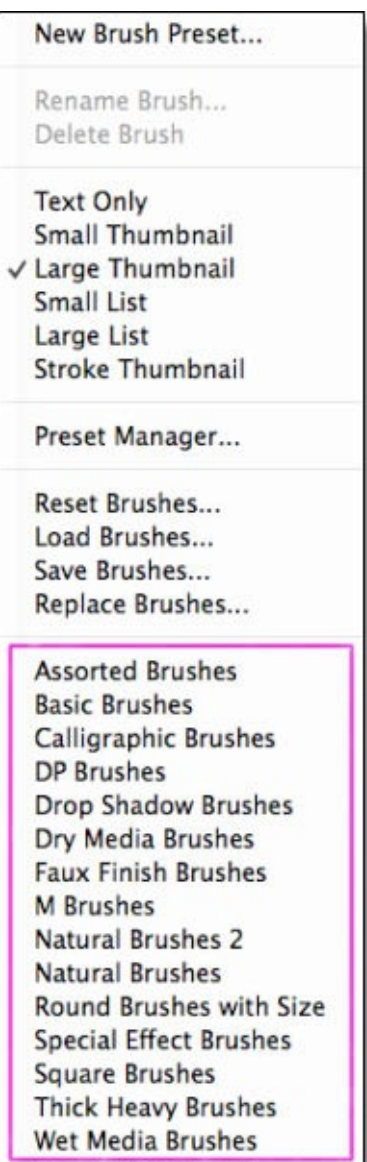 New Brush Preset...
Rename Brush...
Delete Brush
Text Only
Small Thumbnail
✓ Large Thumbnail
Small List
Large List
Stroke Thumbnail
Preset Manager...
Reset Brushes...
Load Brushes...
Save Brushes...
Replace Brushes...
Assorted Brushes
Basic Brushes
Calligraphic Brushes
DP Brushes
Drop Shadow Brushes
Dry Media Brushes
Faux Finish Brushes
M Brushes
Natural Brushes 2
Natural Brushes
Round Brushes with Size
Special Effect Brushes
Square Brushes
Thick Heavy Brushes
Wet Media Brushes